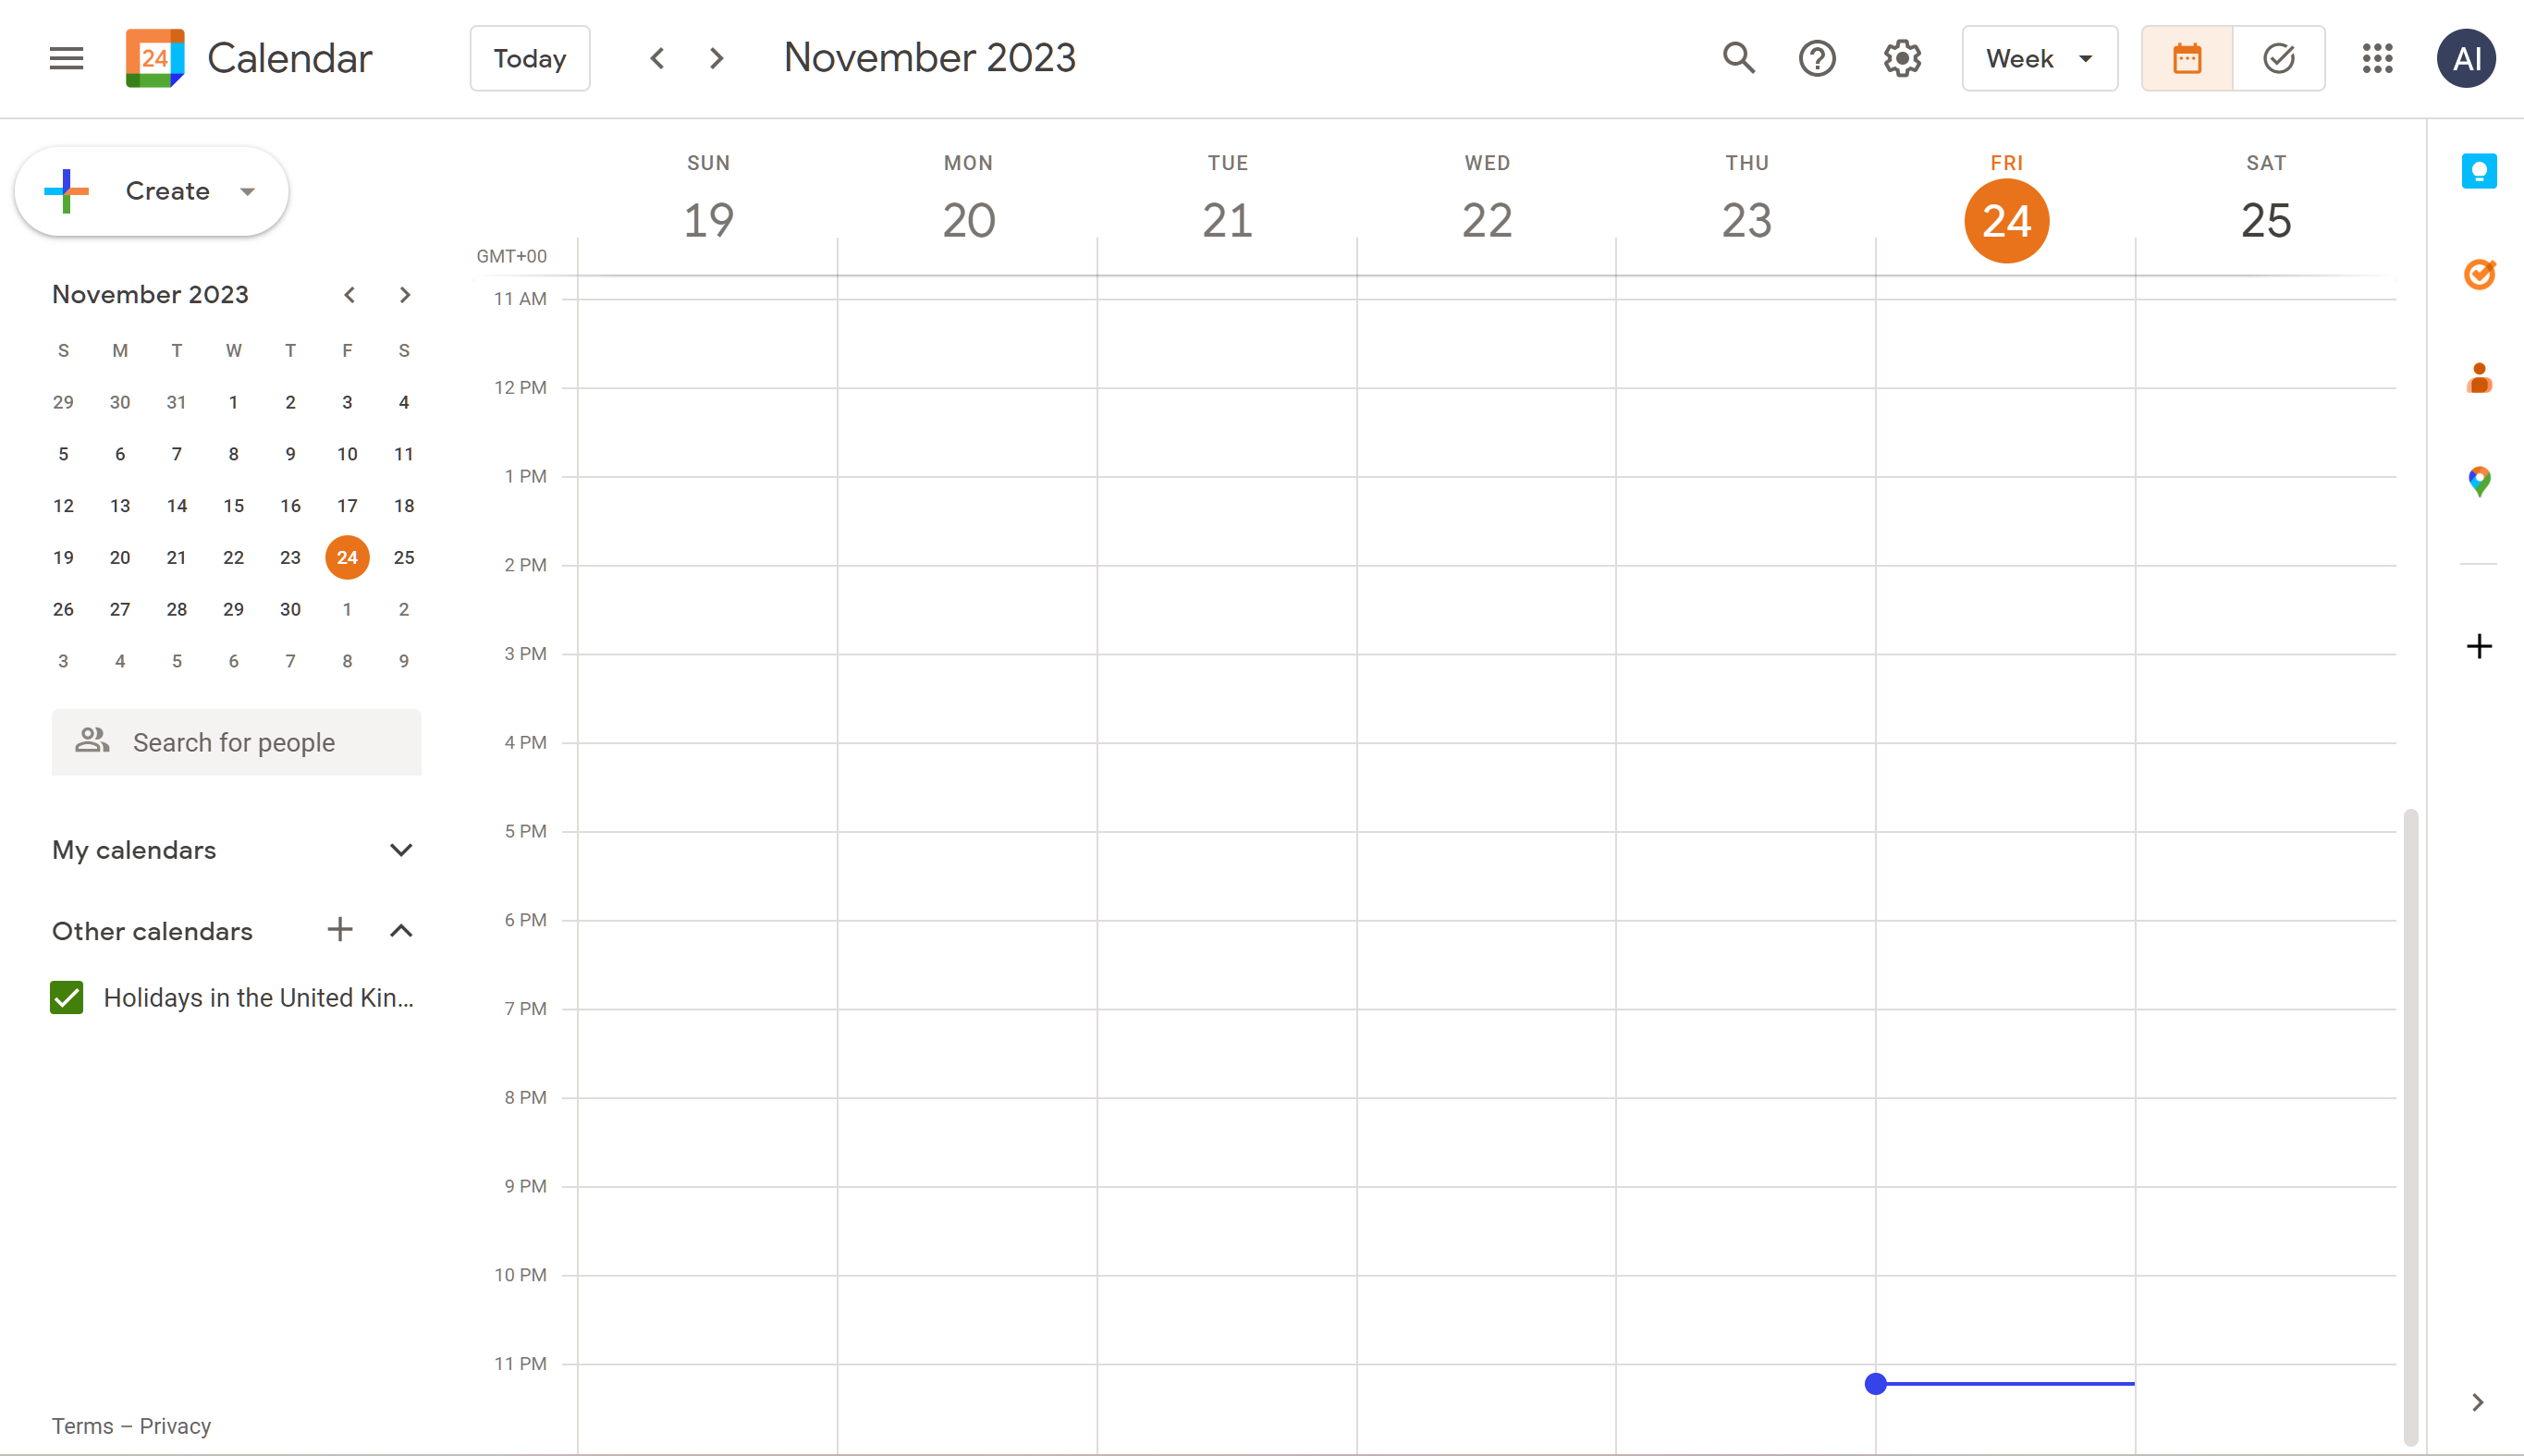 24 Calendar Today November 2023 Week AI
Create
November 2023
S M T W T F S
29 30 31 1 2 3 4
5 6 7 8 9 10 11
12 13 14 15 16 17 18
19 20 21 22 23 24 25
26 27 28 29 30 1 2
3 4 5 6 7 8 9
Search for people
My calendars
Other calendars
Holidays in the United Kin...
Terms – Privacy
SUN MON TUE WED THU FRI SAT
19 20 21 22 23 24 25
GMT+00
11 AM
12 PM
1 PM
2 PM
3 PM
4 PM
5 PM
6 PM
7 PM
8 PM
9 PM
10 PM
11 PM